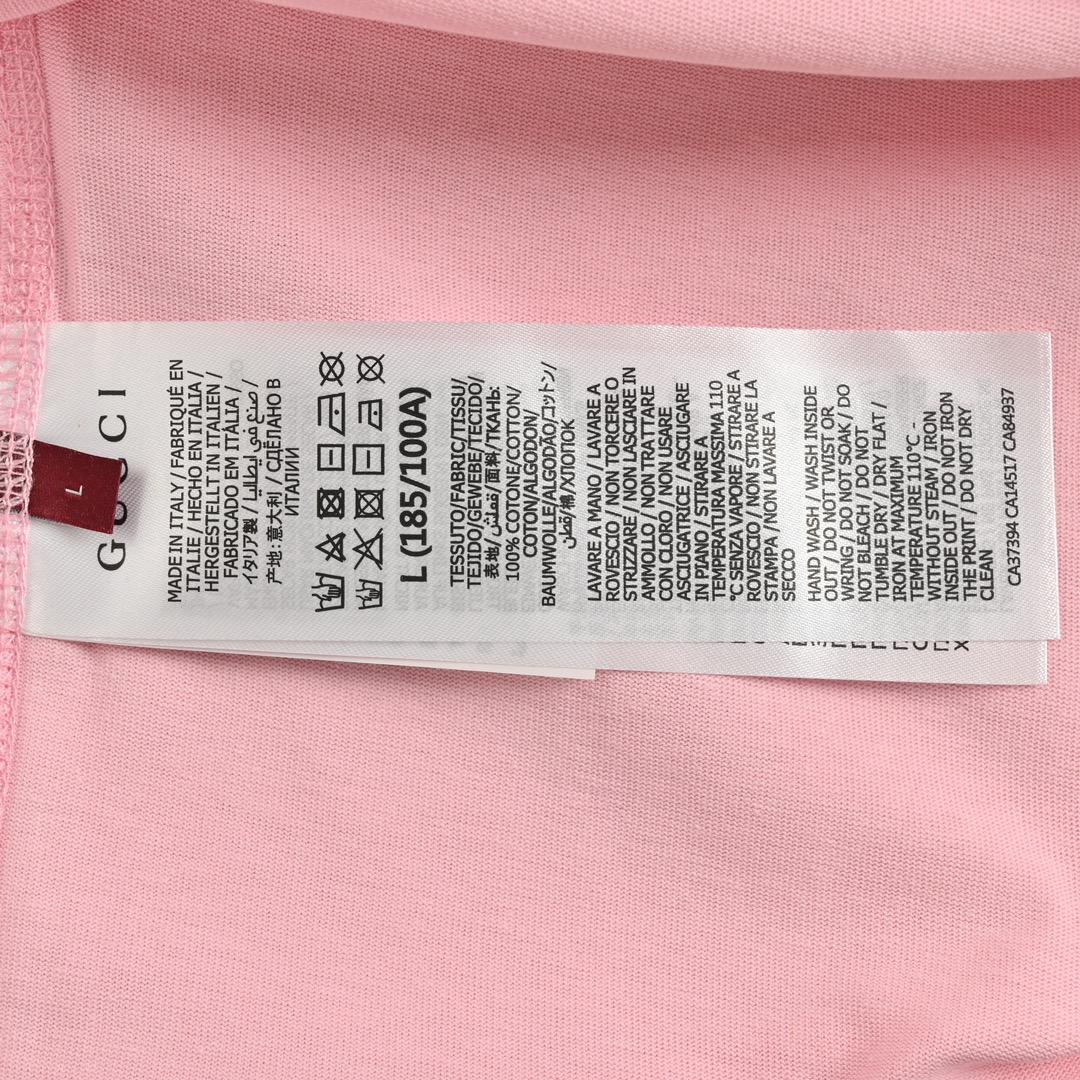 GUCCI
L
MADE IN ITALY / FABRIQUÉ EN
ITALIE / HECHO EN ITALIA /
HERGESTELLT IN ITALIEN /
FABRICADO EM ITÁLIA /
イタリア製 / صنع في ايطاليا /
产地: 意大利 / СДЕЛАНО В
ИТАЛИИ
L (185/100A)
TESSUTO/FABRIC/TISSU/
TEJIDO/GEWEBE/TECIDO/
表地/قماش/面料/ТКАНЬ:
100% COTONE/COTTON/
COTON/ALGODÓN/
BAUMWOLLE/ALGODÃO/コットン/
قطن/棉/ХЛОПОК
LAVARE A MANO / LAVARE A
ROVESCIO / NON TORCERE O
STRIZZARE / NON LASCIARE IN
AMMOLLO / NON TRATTARE
CON CLORO / NON USARE
ASCIUGATRICE / ASCIUGARE
IN PIANO / STIRARE A
TEMPERATURA MASSIMA 110
°C SENZA VAPORE / STIRARE A
ROVESCIO / NON STIRARE LA
STAMPA / NON LAVARE A
SECCO
HAND WASH / WASH INSIDE
OUT / DO NOT TWIST OR
WRING / DO NOT SOAK / DO
NOT BLEACH / DO NOT
TUMBLE DRY / DRY FLAT /
IRON AT MAXIMUM
TEMPERATURE 110°C -
WITHOUT STEAM / IRON
INSIDE OUT / DO NOT IRON
THE PRINT / DO NOT DRY
CLEAN
CA37394 CA14517 CA84937